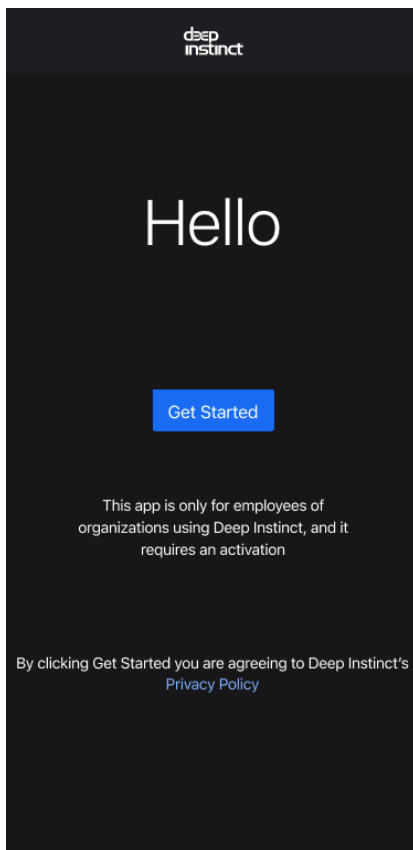 deep
instinct
Hello
Get Started
This app is only for employees of
organizations using Deep Instinct, and it
requires an activation
By clicking Get Started you are agreeing to Deep Instinct's
Privacy Policy